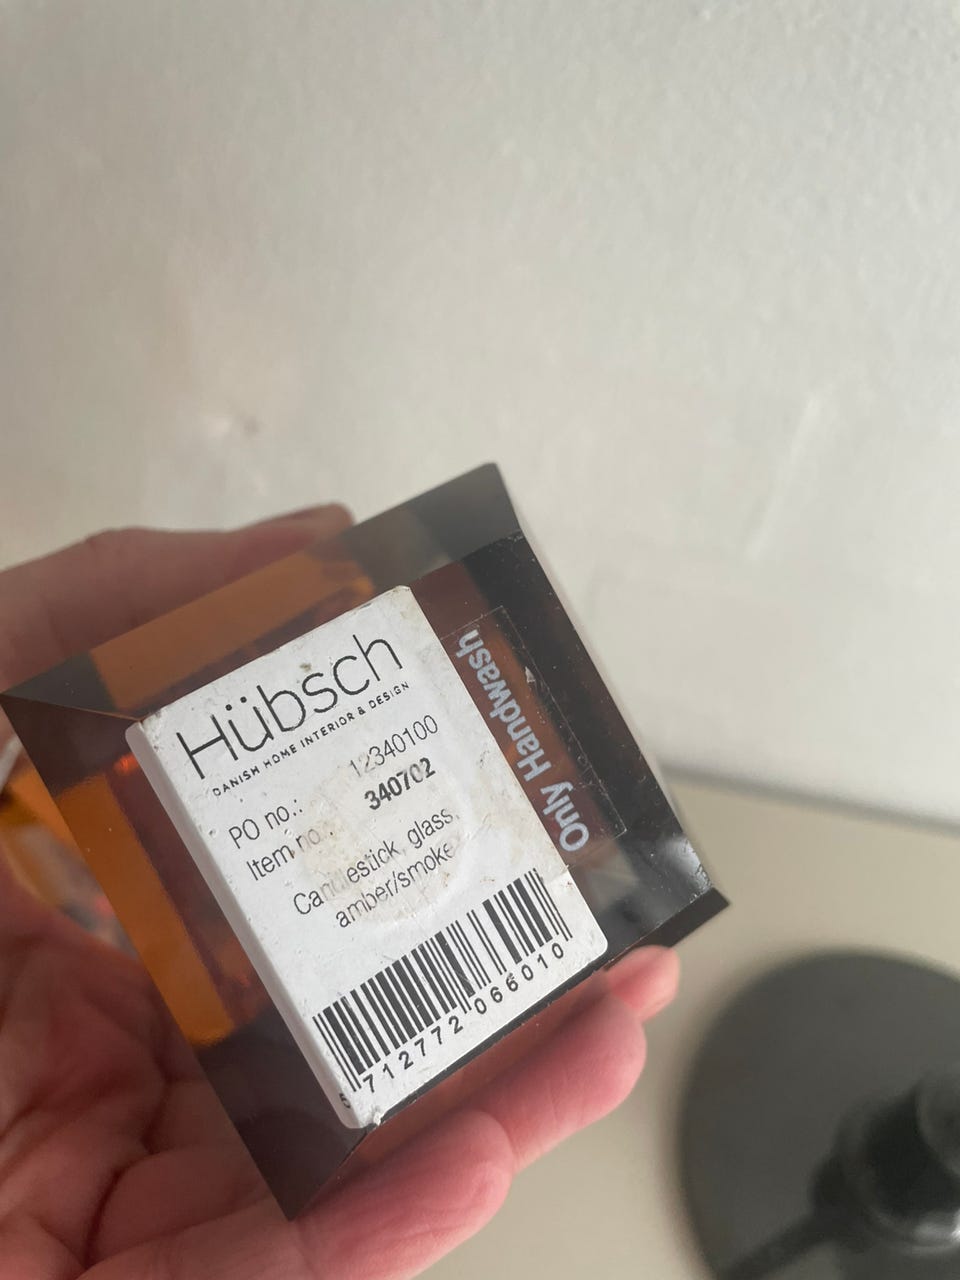 Hübsch
DANISH HOME INTERIOR & DESIGN
PO no.: 12340100
Item no.: 340702
Candlestick, glass,
amber/smoke
5 712772 066010
Only Handwash